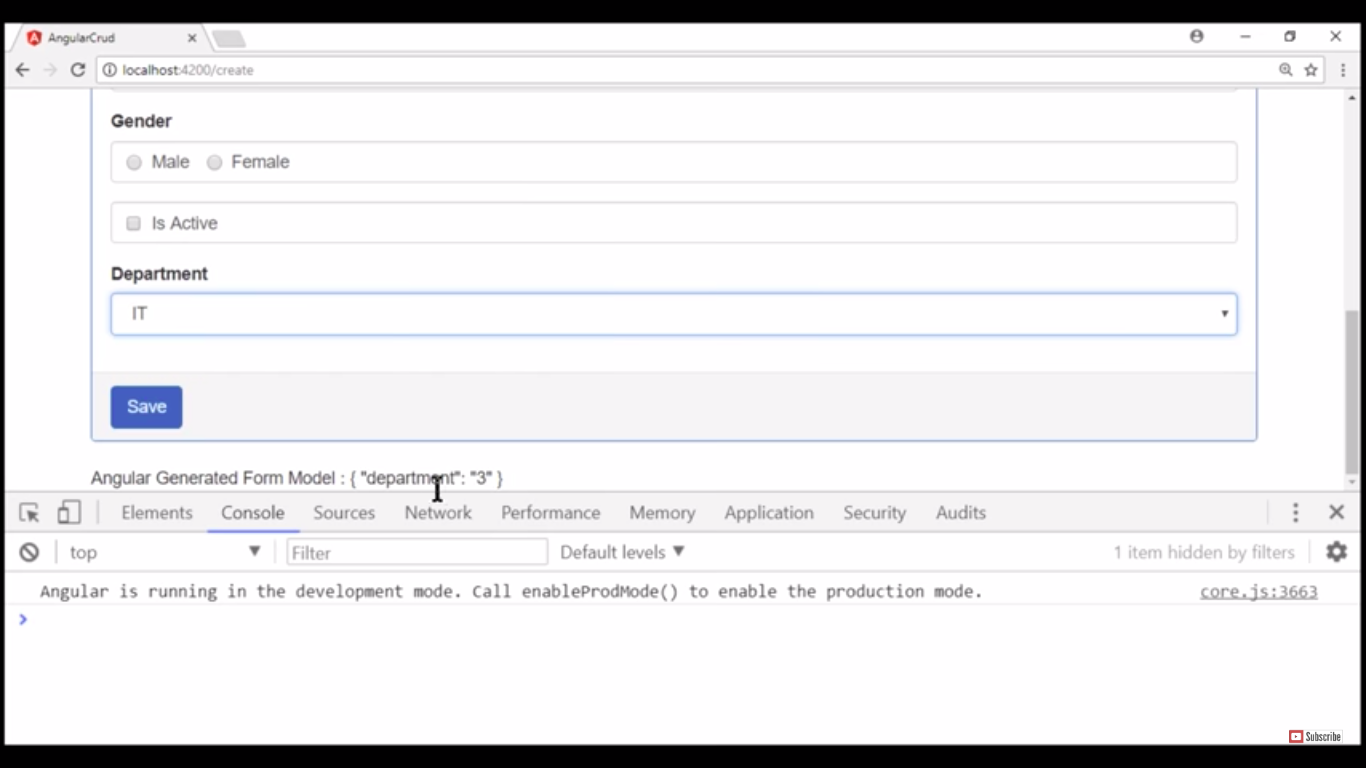 AngularCrud
localhost:4200/create
Gender
Male Female
Is Active
Department
IT
Save
Angular Generated Form Model : { "department": "3" }
Elements Console Sources Network Performance Memory Application Security Audits
top Filter Default levels 1 item hidden by filters
Angular is running in the development mode. Call enableProdMode() to enable the production mode. core.js:3663
Subscribe